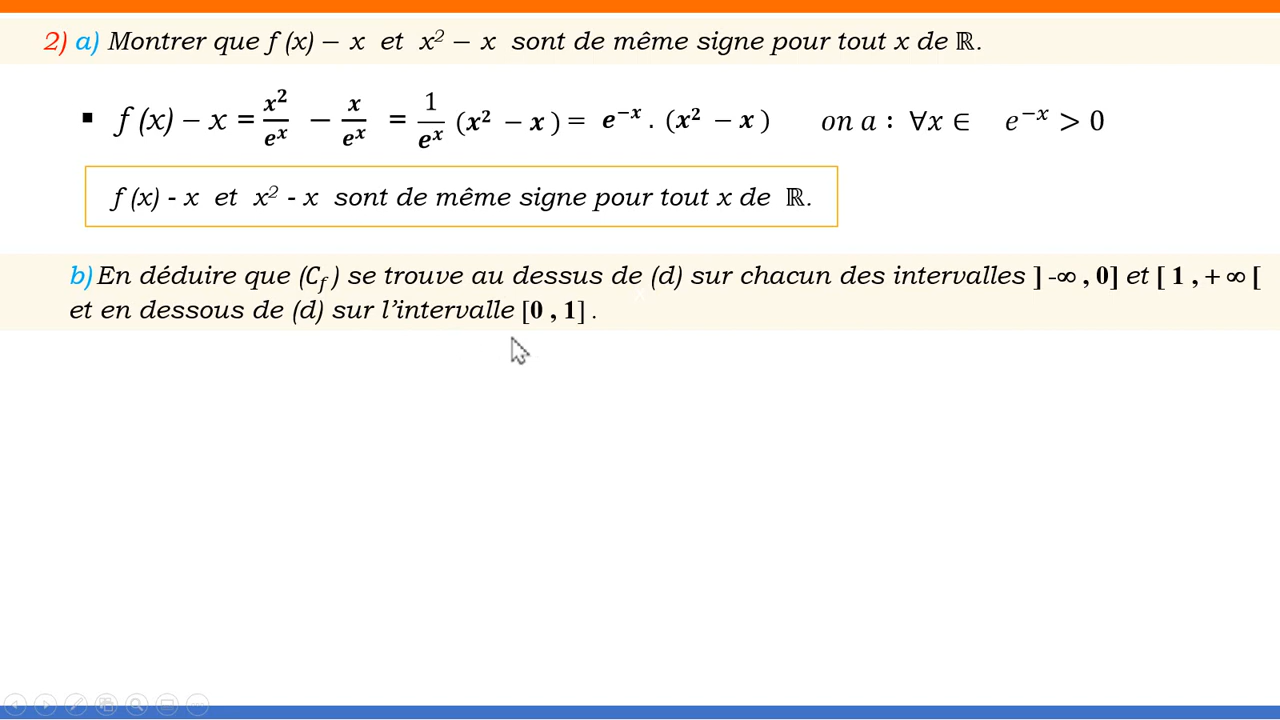 2) a) Montrer que f (x) − x et x² − x sont de même signe pour tout x de ℝ.
▪ f (x) − x = x²/eˣ − x/eˣ = 1/eˣ (x² − x ) = e⁻ˣ . (x² − x ) on a : ∀x ∈ e⁻ˣ > 0
f (x) - x et x² - x sont de même signe pour tout x de ℝ.
b) En déduire que (C_f ) se trouve au dessus de (d) sur chacun des intervalles ] -∞ , 0] et [ 1 , + ∞ [
et en dessous de (d) sur l’intervalle [0 , 1] .